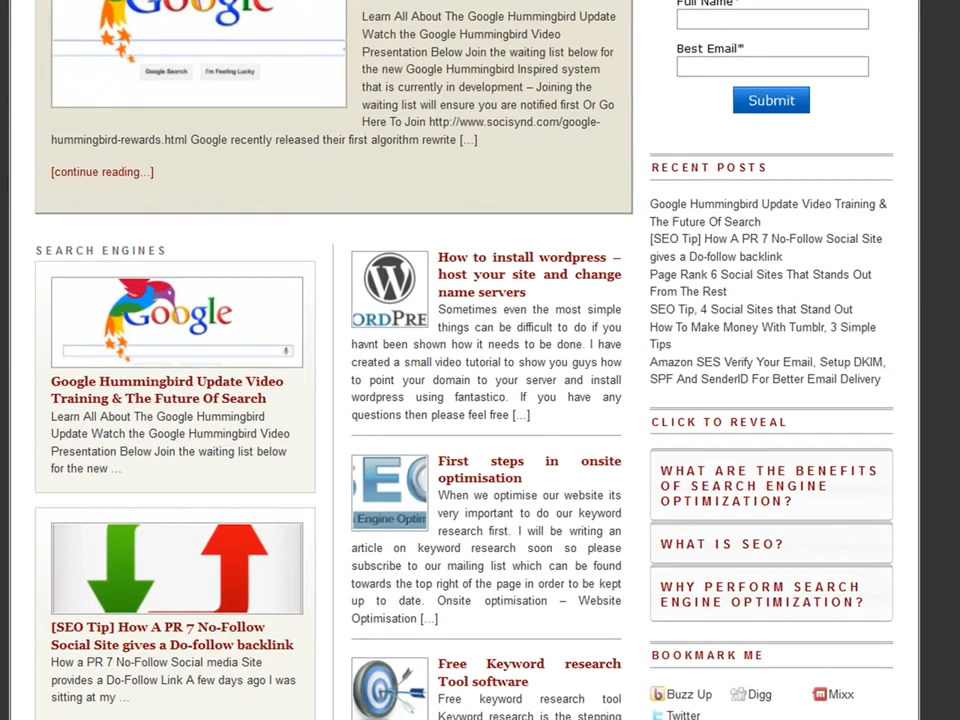 Google
Google Search
I'm Feeling Lucky
Learn All About The Google Hummingbird Update
Watch the Google Hummingbird Video
Presentation Below Join the waiting list below for
the new Google Hummingbird Inspired system
that is currently in development – Joining the
waiting list will ensure you are notified first Or Go
Here To Join http://www.socisynd.com/google-
hummingbird-rewards.html Google recently released their first algorithm rewrite […]
[continue reading...]
SEARCH ENGINES
Google
Google Hummingbird Update Video
Training & The Future Of Search
Learn All About The Google Hummingbird
Update Watch the Google Hummingbird Video
Presentation Below Join the waiting list below
for the new ...
[SEO Tip] How A PR 7 No-Follow
Social Site gives a Do-follow backlink
How a PR 7 No-Follow Social media Site
provides a Do-Follow Link A few days ago I was
sitting at my ...
ORDPRE
How to install wordpress –
host your site and change
name servers
Sometimes even the most simple
things can be difficult to do if you
havnt been shown how it needs to be done. I have
created a small video tutorial to show you guys how
to point your domain to your server and install
wordpress using fantastico. If you have any
questions then please feel free […]
SEO
Engine Optim
First steps in onsite
optimisation
When we optimise our website its
very important to do our keyword
research first. I will be writing an
article on keyword research soon so please
subscribe to our mailing list which can be found
towards the top right of the page in order to be kept
up to date. Onsite optimisation – Website
Optimisation […]
Free Keyword research
Tool software
Free keyword research tool
Keyword research is the stepping
Full Name*
Best Email*
Submit
RECENT POSTS
Google Hummingbird Update Video Training &
The Future Of Search
[SEO Tip] How A PR 7 No-Follow Social Site
gives a Do-follow backlink
Page Rank 6 Social Sites That Stands Out
From The Rest
SEO Tip, 4 Social Sites that Stand Out
How To Make Money With Tumblr, 3 Simple
Tips
Amazon SES Verify Your Email, Setup DKIM,
SPF And SenderID For Better Email Delivery
CLICK TO REVEAL
WHAT ARE THE BENEFITS
OF SEARCH ENGINE
OPTIMIZATION?
WHAT IS SEO?
WHY PERFORM SEARCH
ENGINE OPTIMIZATION?
BOOKMARK ME
Buzz Up
Digg
Mixx
Twitter